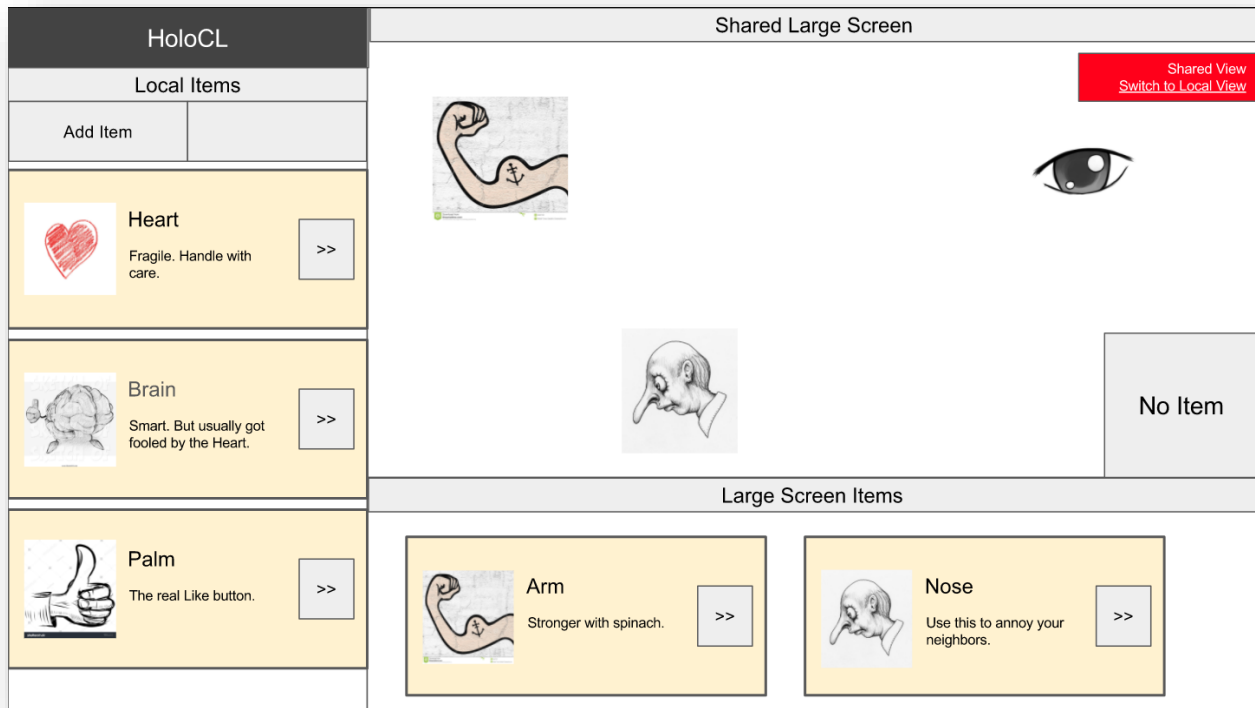 HoloCL
Local Items
Add Item
Heart
Fragile. Handle with
care.
>>
Brain
Smart. But usually got
fooled by the Heart.
>>
Palm
The real Like button.
>>
Shared Large Screen
Shared View
Switch to Local View
No Item
Large Screen Items
Arm
Stronger with spinach.
>>
Nose
Use this to annoy your
neighbors.
>>